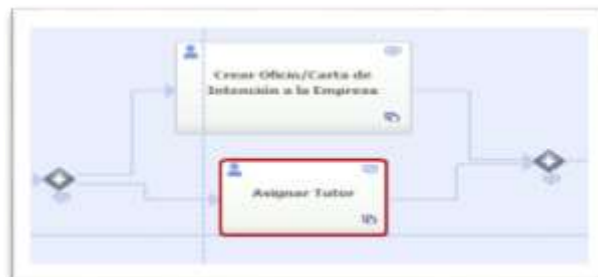 Crear Oficio/Carta de
Intención a la Empresa
Asignar Tutor